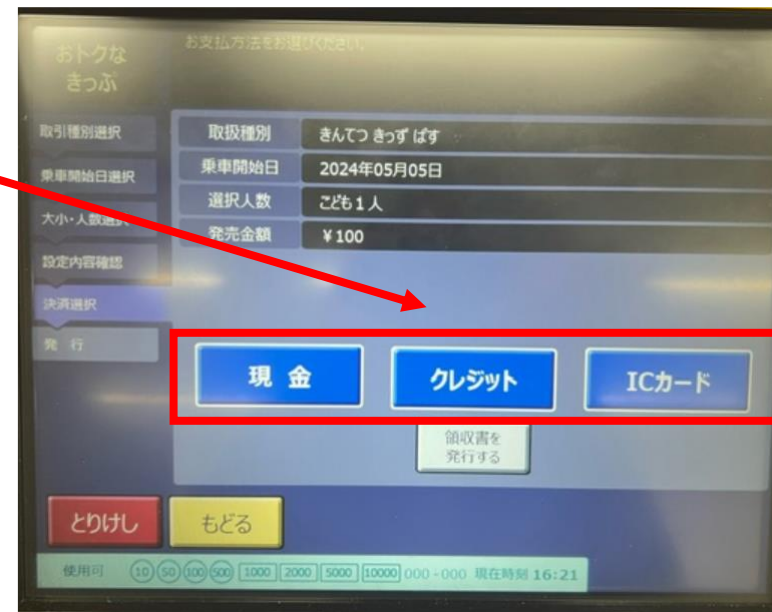 おトクな
きっぷ
お支払方法をお選びください。
取引種別選択
乗車開始日選択
大小・人数選択
設定内容確認
決済選択
発 行
取扱種別 きんてつ きっず ぱす
乗車開始日 2024年05月05日
選択人数 こども1人
発売金額 ¥100
現 金
クレジット
ICカード
領収書を
発行する
とりけし
もどる
使用可 10 50 100 500 1000 2000 5000 10000 000-000 現在時刻 16:21